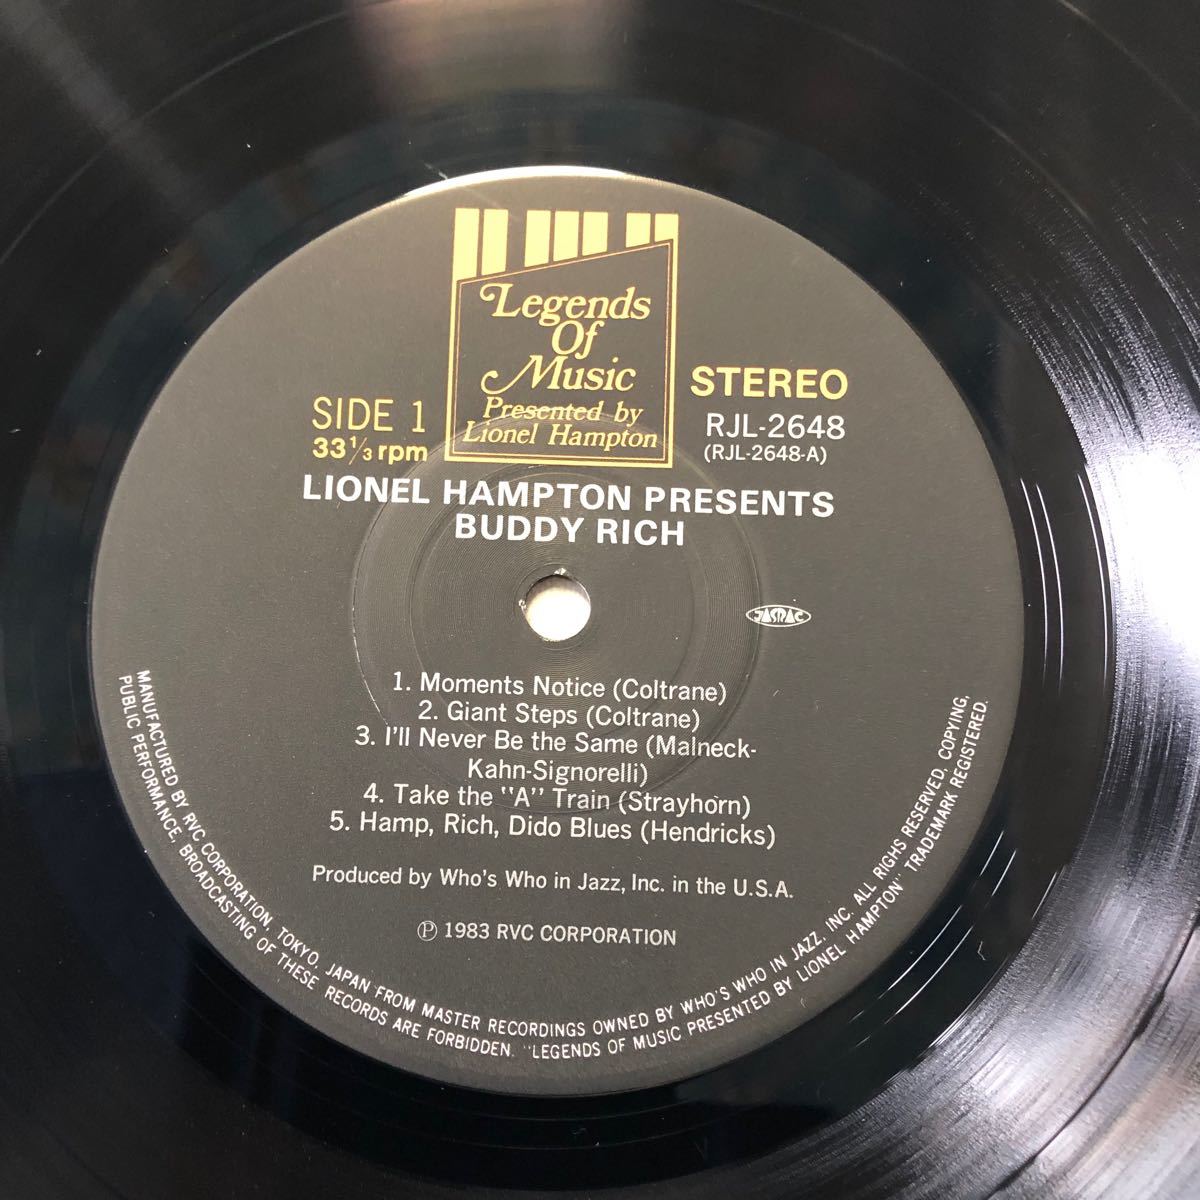 Legends
Of
Music
Presented by
Lionel Hampton
SIDE 1
33 1/3 rpm
STEREO
RJL-2648
(RJL-2648-A)
LIONEL HAMPTON PRESENTS
BUDDY RICH
JASRAC
1. Moments Notice (Coltrane)
2. Giant Steps (Coltrane)
3. I'll Never Be the Same (Malneck-
Kahn-Signorelli)
4. Take the "A" Train (Strayhorn)
5. Hamp, Rich, Dido Blues (Hendricks)
Produced by Who's Who in Jazz, Inc. in the U.S.A.
℗ 1983 RVC CORPORATION
MANUFACTURED BY RVC CORPORATION, TOKYO, JAPAN FROM MASTER RECORDINGS OWNED BY WHO'S WHO IN JAZZ, INC. ALL RIGHS RESERVED, COPYING,
PUBLIC PERFORMANCE, BROADCASTING OF THESE RECORDS ARE FORBIDDEN. "LEGENDS OF MUSIC PRESENTED BY LIONEL HAMPTON" TRADEMARK REGISTERED.